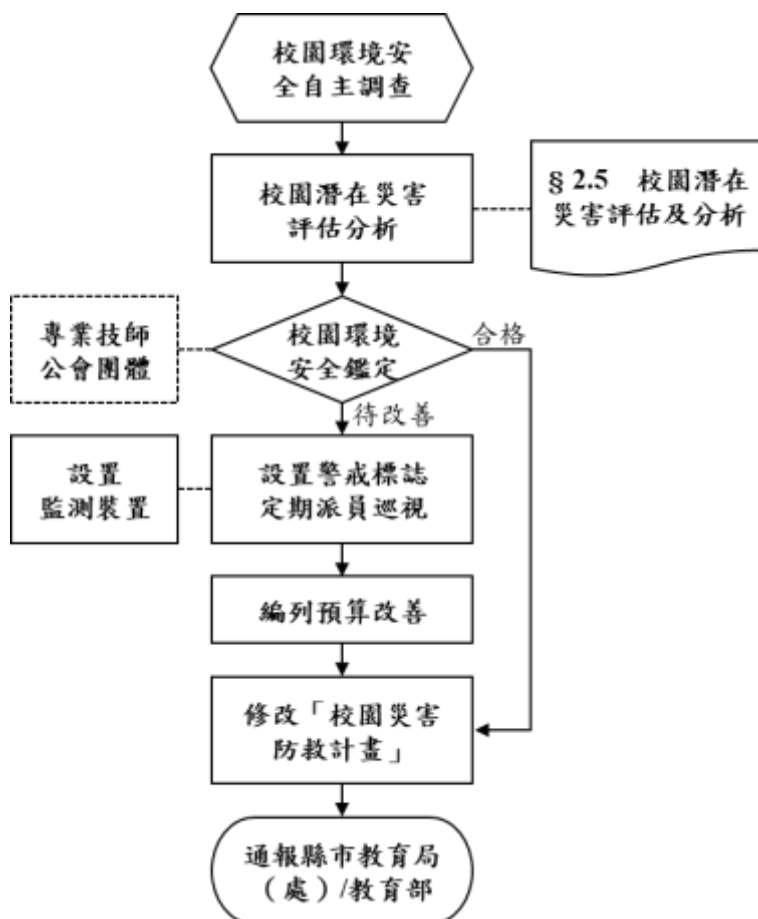 校園環境安
全自主調查
校園潛在災害
評估分析
§ 2.5 校園潛在
災害評估及分析
專業技師
公會團體
校園環境
安全鑑定
合格
待改善
設置
監測裝置
設置警戒標誌
定期派員巡視
編列預算改善
修改「校園災害
防救計畫」
通報縣市教育局
（處）/教育部